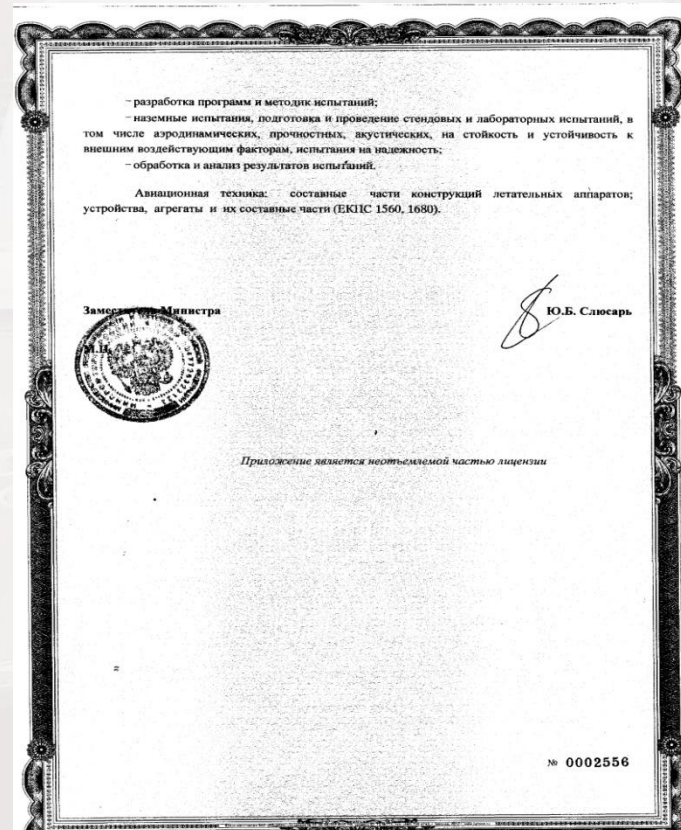 – разработка программ и методик испытаний;
– наземные испытания, подготовка и проведение стендовых и лабораторных испытаний, в
том числе аэродинамических, прочностных, акустических, на стойкость и устойчивость к
внешним воздействующим факторам, испытания на надежность;
– обработка и анализ результатов испытаний.
Авиационная техника: составные части конструкций летательных аппаратов;
устройства, агрегаты и их составные части (ЕКПС 1560, 1680).
Заместитель Министра Ю.Б. Слюсарь
М.П.
Приложение является неотъемлемой частью лицензии
№ 0002556